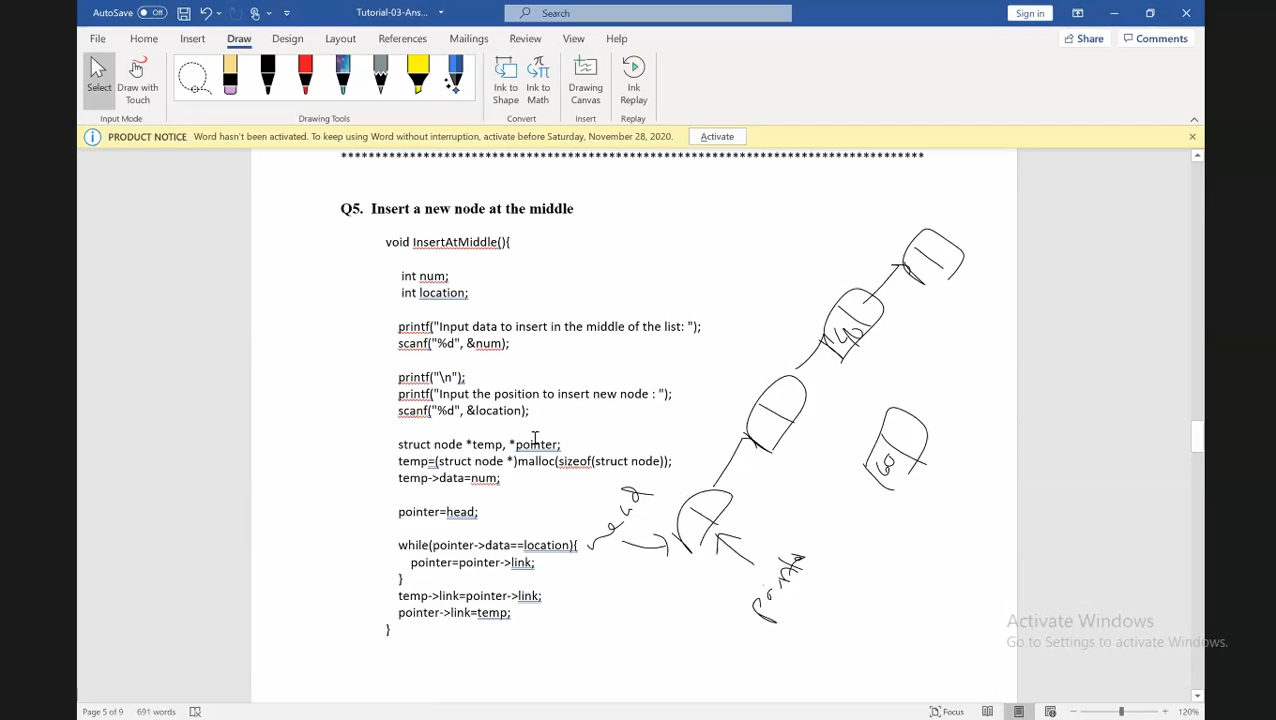 AutoSave Off Tutorial-03-Ans... Search Sign in
File Home Insert Draw Design Layout References Mailings Review View Help Share Comments
Select Draw with Touch Ink to Shape Ink to Math Drawing Canvas Ink Replay
Input Mode Drawing Tools Convert Insert Replay
PRODUCT NOTICE Word hasn't been activated. To keep using Word without interruption, activate before Saturday, November 28, 2020. Activate
*************************************************************************************
Q5. Insert a new node at the middle
void InsertAtMiddle(){
int num;
int location;
printf("Input data to insert in the middle of the list: ");
scanf("%d", &num);
printf("\n");
printf("Input the position to insert new node : ");
scanf("%d", &location);
struct node *temp, *pointer;
temp=(struct node *)malloc(sizeof(struct node));
temp->data=num;
pointer=head;
while(pointer->data==location){
pointer=pointer->link;
}
temp->link=pointer->link;
pointer->link=temp;
}
40
60
Activate Windows
Go to Settings to activate Windows.
Page 5 of 9 691 words Focus 120%